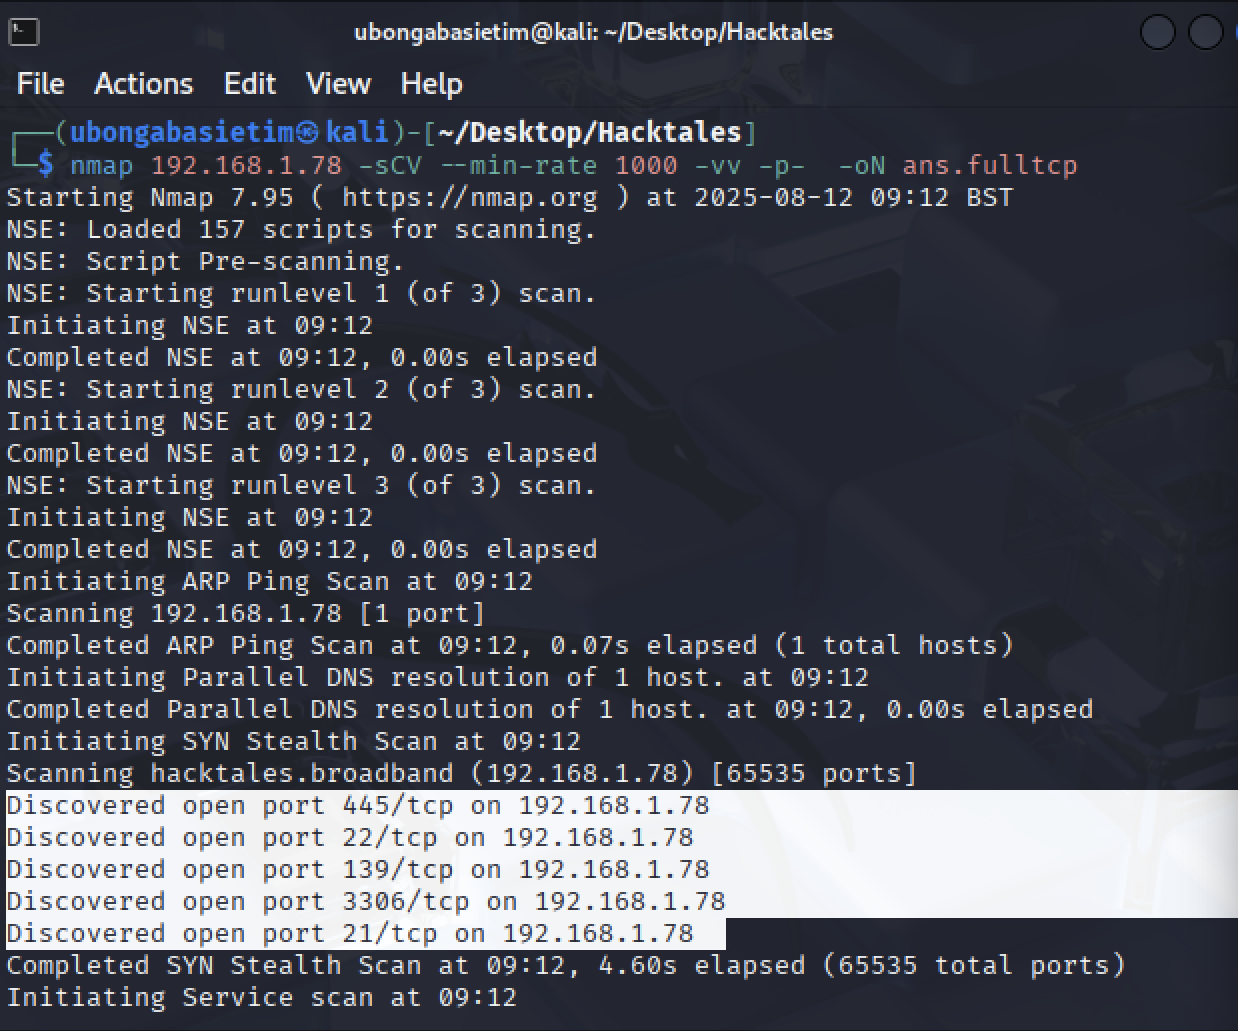 ubongabasietim@kali: ~/Desktop/Hacktales
File Actions Edit View Help
┌──(ubongabasietim㉿kali)-[~/Desktop/Hacktales]
└─$ nmap 192.168.1.78 -sCV --min-rate 1000 -vv -p-  -oN ans.fulltcp
Starting Nmap 7.95 ( https://nmap.org ) at 2025-08-12 09:12 BST
NSE: Loaded 157 scripts for scanning.
NSE: Script Pre-scanning.
NSE: Starting runlevel 1 (of 3) scan.
Initiating NSE at 09:12
Completed NSE at 09:12, 0.00s elapsed
NSE: Starting runlevel 2 (of 3) scan.
Initiating NSE at 09:12
Completed NSE at 09:12, 0.00s elapsed
NSE: Starting runlevel 3 (of 3) scan.
Initiating NSE at 09:12
Completed NSE at 09:12, 0.00s elapsed
Initiating ARP Ping Scan at 09:12
Scanning 192.168.1.78 [1 port]
Completed ARP Ping Scan at 09:12, 0.07s elapsed (1 total hosts)
Initiating Parallel DNS resolution of 1 host. at 09:12
Completed Parallel DNS resolution of 1 host. at 09:12, 0.00s elapsed
Initiating SYN Stealth Scan at 09:12
Scanning hacktales.broadband (192.168.1.78) [65535 ports]
Discovered open port 445/tcp on 192.168.1.78
Discovered open port 22/tcp on 192.168.1.78
Discovered open port 139/tcp on 192.168.1.78
Discovered open port 3306/tcp on 192.168.1.78
Discovered open port 21/tcp on 192.168.1.78
Completed SYN Stealth Scan at 09:12, 4.60s elapsed (65535 total ports)
Initiating Service scan at 09:12